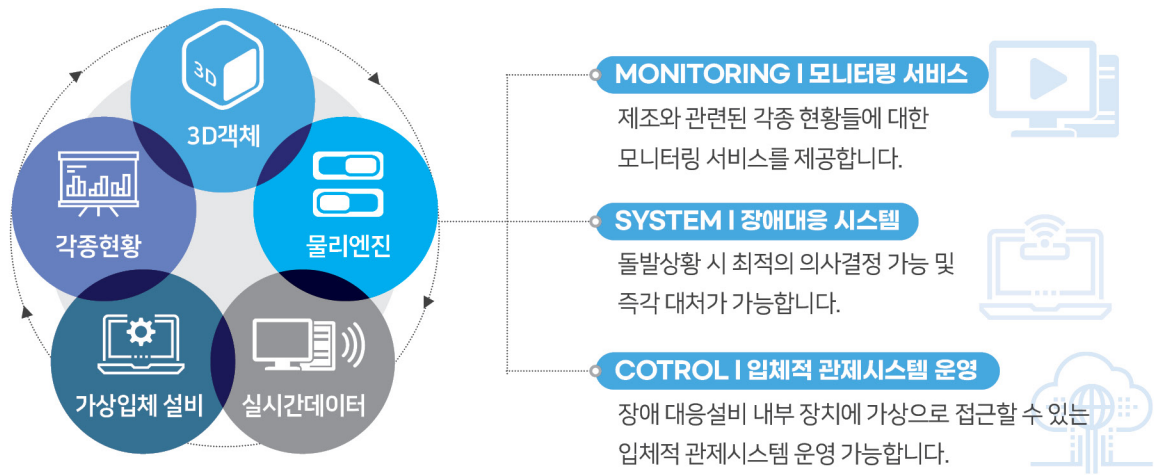 3D
3D객체
각종현황
물리엔진
가상입체 설비
실시간데이터
MONITORING I 모니터링 서비스
제조와 관련된 각종 현황들에 대한
모니터링 서비스를 제공합니다.
SYSTEM I 장애대응 시스템
돌발상황 시 최적의 의사결정 가능 및
즉각 대처가 가능합니다.
COTROL I 입체적 관제시스템 운영
장애 대응설비 내부 장치에 가상으로 접근할 수 있는
입체적 관제시스템 운영 가능합니다.